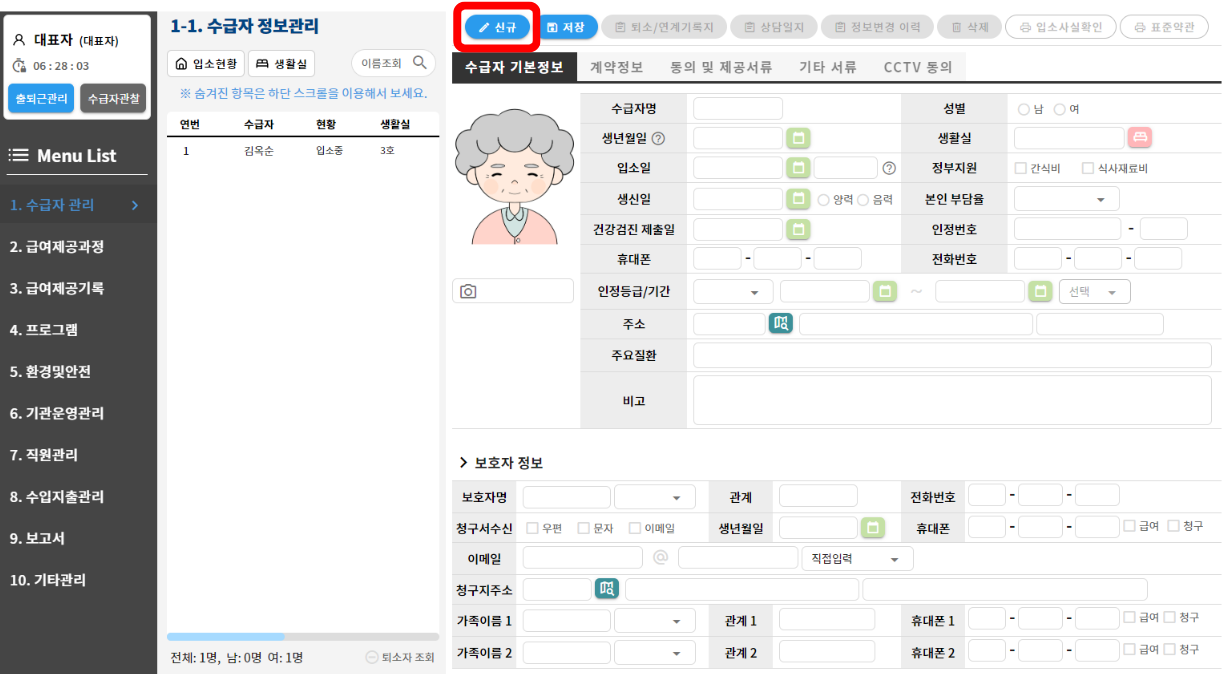 대표자 (대표자)
06 : 28 : 03
출퇴근관리 수급자관찰
Menu List
1. 수급자 관리
2. 급여제공과정
3. 급여제공기록
4. 프로그램
5. 환경및안전
6. 기관운영관리
7. 직원관리
8. 수입지출관리
9. 보고서
10. 기타관리
1-1. 수급자 정보관리
입소현황 생활실 이름조회
※ 숨겨진 항목은 하단 스크롤을 이용해서 보세요.
연번 수급자 현황 생활실
1 김옥순 입소중 3호
전체: 1명, 남: 0명 여: 1명 퇴소자 조회
신규 저장 퇴소/연계기록지 상담일지 정보변경 이력 삭제 입소사실확인 표준약관
수급자 기본정보 계약정보 동의 및 제공서류 기타 서류 CCTV 동의
수급자명 성별 남 여
생년월일 생활실
입소일 정부지원 간식비 식사재료비
생신일 양력 음력 본인 부담율
건강검진 제출일 인정번호 -
휴대폰 - - 전화번호 - -
인정등급/기간 ~ 선택
주소
주요질환
비고
보호자 정보
보호자명 관계 전화번호 - -
청구서수신 우편 문자 이메일 생년월일 휴대폰 - - 급여 청구
이메일 @ 직접입력
청구지주소
가족이름 1 관계 1 휴대폰 1 - - 급여 청구
가족이름 2 관계 2 휴대폰 2 - - 급여 청구